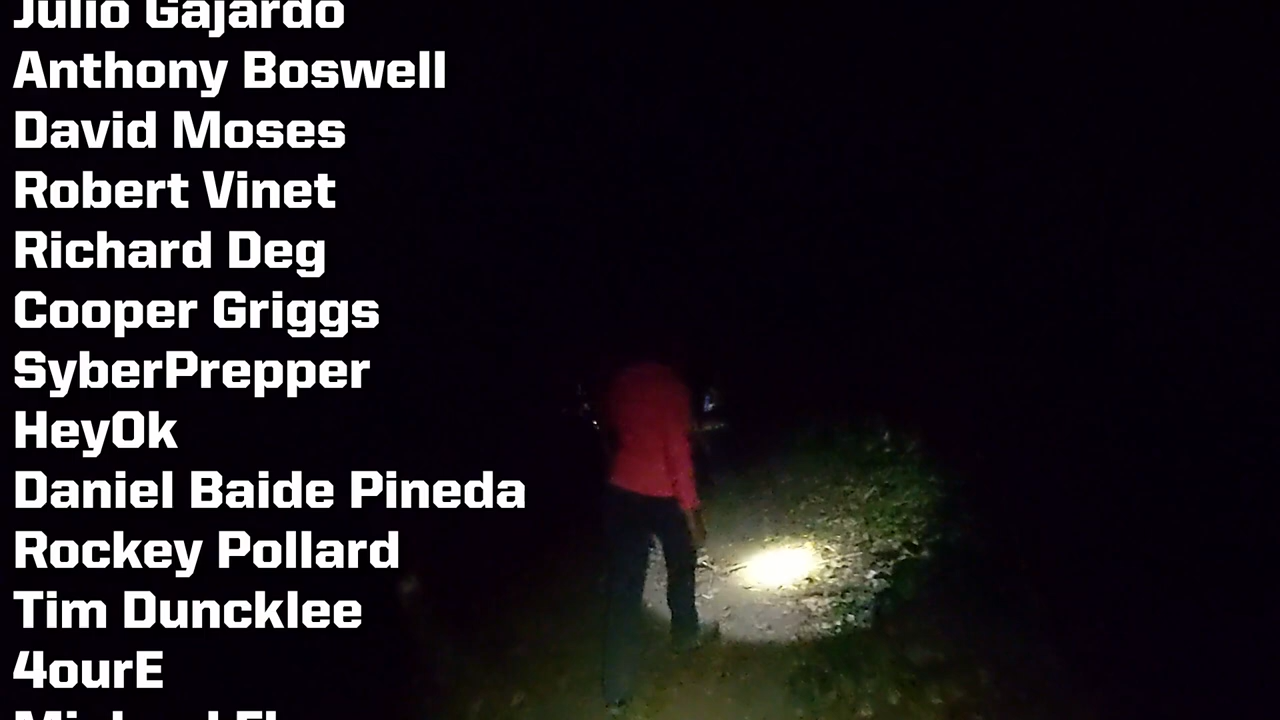 Julio Gajardo
Anthony Boswell
David Moses
Robert Vinet
Richard Deg
Cooper Griggs
SyberPrepper
HeyOk
Daniel Baide Pineda
Rockey Pollard
Tim Duncklee
4ourE